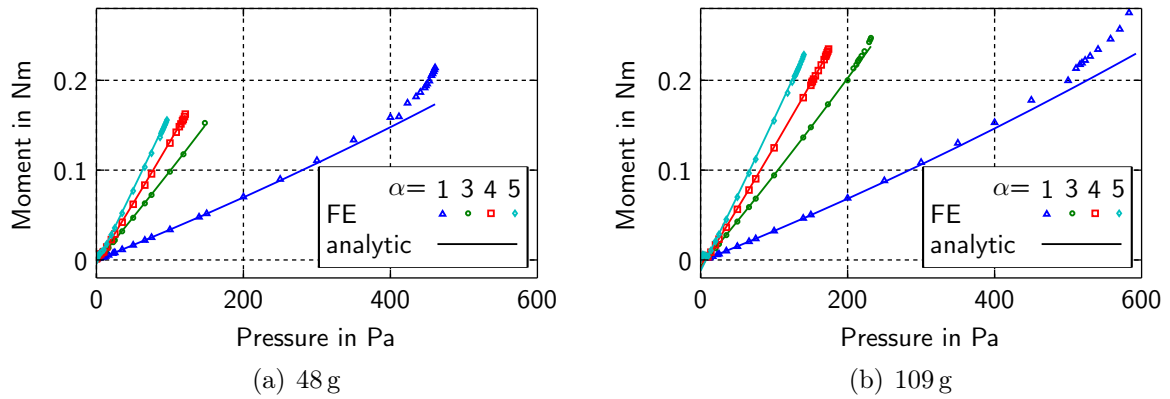 Moment in Nm
0.2
0.1
0
α= 1 3 4 5
FE
analytic
0 200 400 600
Pressure in Pa
(a) 48 g
Moment in Nm
0.2
0.1
0
α= 1 3 4 5
FE
analytic
0 200 400 600
Pressure in Pa
(b) 109 g